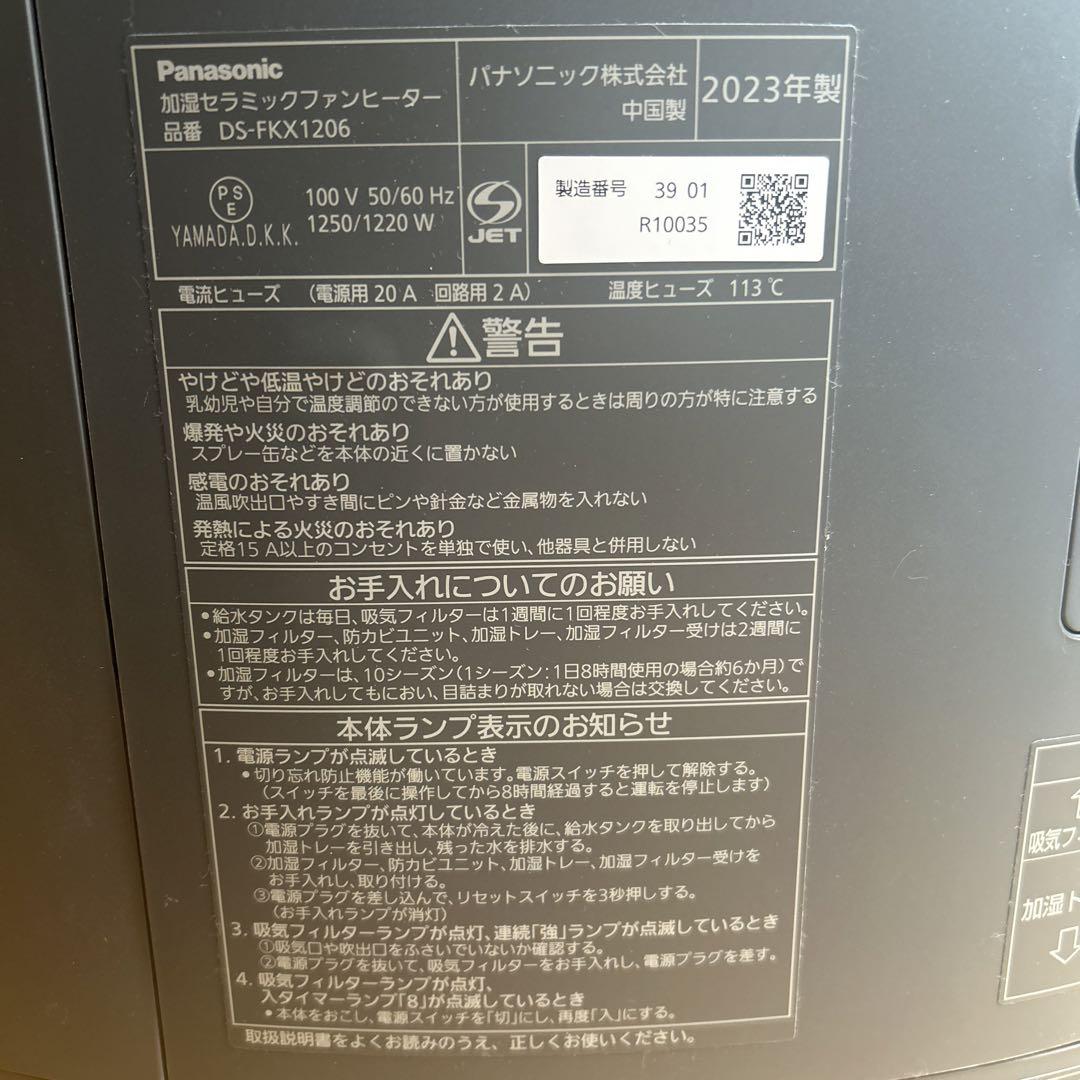 Panasonic
加湿セラミックファンヒーター
品番 DS-FKX1206
パナソニック株式会社
中国製
2023年製
PSE
YAMADA.D.K.K.
100 V 50/60 Hz
1250/1220 W
JET
製造番号 39 01
R10035
電流ヒューズ (電源用 20 A 回路用 2 A) 温度ヒューズ 113℃
警告
やけどや低温やけどのおそれあり
乳幼児や自分で温度調節のできない方が使用するときは周りの方が特に注意する
爆発や火災のおそれあり
スプレー缶などを本体の近くに置かない
感電のおそれあり
温風吹出口やすき間にピンや針金など金属物を入れない
発熱による火災のおそれあり
定格15 A以上のコンセントを単独で使い、他器具と併用しない
お手入れについてのお願い
•給水タンクは毎日、吸気フィルターは1週間に1回程度お手入れしてください。
•加湿フィルター、防カビユニット、加湿トレー、加湿フィルター受けは2週間に
1回程度お手入れしてください。
•加湿フィルターは、10シーズン(1シーズン:1日8時間使用の場合約6か月)で
すが、お手入れしてもにおい、目詰まりが取れない場合は交換してください。
本体ランプ表示のお知らせ
1. 電源ランプが点滅しているとき
•切り忘れ防止機能が働いています。電源スイッチを押して解除する。
(スイッチを最後に操作してから8時間経過すると運転を停止します)
2. お手入れランプが点灯しているとき
①電源プラグを抜いて、本体が冷えた後に、給水タンクを取り出してから
加湿トレーを引き出し、残った水を排水する。
②加湿フィルター、防カビユニット、加湿トレー、加湿フィルター受けを
お手入れし、取り付ける。
③電源プラグを差し込んで、リセットスイッチを3秒押しする。
(お手入れランプが消灯)
3. 吸気フィルターランプが点灯、連続「強」ランプが点滅しているとき
①吸気口や吹出口をふさいでいないか確認する。
②電源プラグを抜いて、吸気フィルターをお手入れし、電源プラグを差す。
4. 吸気フィルターランプが点灯、
入タイマーランプ「8」が点滅しているとき
•本体をおこし、電源スイッチを「切」にし、再度「入」にする。
取扱説明書をよくお読みのうえ、正しくお使いください。
吸気フ
加湿ト